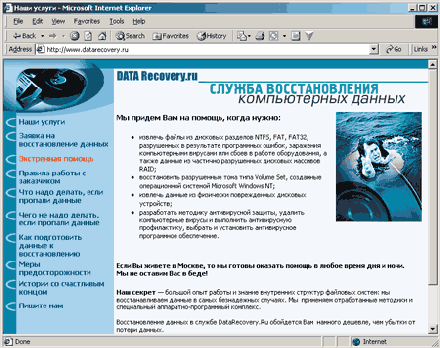 Наши услуги - Microsoft Internet Explorer
File Edit View Favorites Tools Help
Back Search Favorites History
Address http://www.datarecovery.ru Go Links
DATA Recovery.ru
СЛУЖБА ВОССТАНОВЛЕНИЯ
компьютерных данных
Наши услуги
Заявка на
восстановление данных
Экстренная помощь
Правила работы с
заказчиком
Что надо делать, если
пропали данные
Чего не надо делать,
если пропали данные
Как подготовить
данные к
восстановлению
Меры
предосторожности
Истории со счастливым
концом
Пишите нам
Мы придем Вам на помощь, когда нужно:
извлечь файлы из дисковых разделов NTFS, FAT, FAT32,
разрушенных в результате программных ошибок, заражения
компьютерными вирусами или сбоев в работе оборудования, а
также данные из частично разрушенных дисковых массивов
RAID;
восстановить разрушенные тома типа Volume Set, созданные
операционной системой Microsoft Windows NT;
извлечь данные из физически поврежденных дисковых
устройств;
разработать методику антивирусной защиты, удалить
компьютерные вирусы и выполнить антивирусную
профилактику, выбрать и установить антивирусное
программное обеспечение.
Если Вы живете в Москве, то мы готовы оказать помощь в любое время дня и ночи.
Мы не оставим Вас в беде!
Наш секрет — большой опыт работы и знание внутренних структур файловых систем: мы
восстанавливаем данные в самых безнадежных случаях. Мы применяем отработанные методики и
специальный аппаратно-программный комплекс.
Восстановление данных в службе DataRecovery.Ru обойдется Вам намного дешевле, чем убытки от
потери данных.
Done Internet